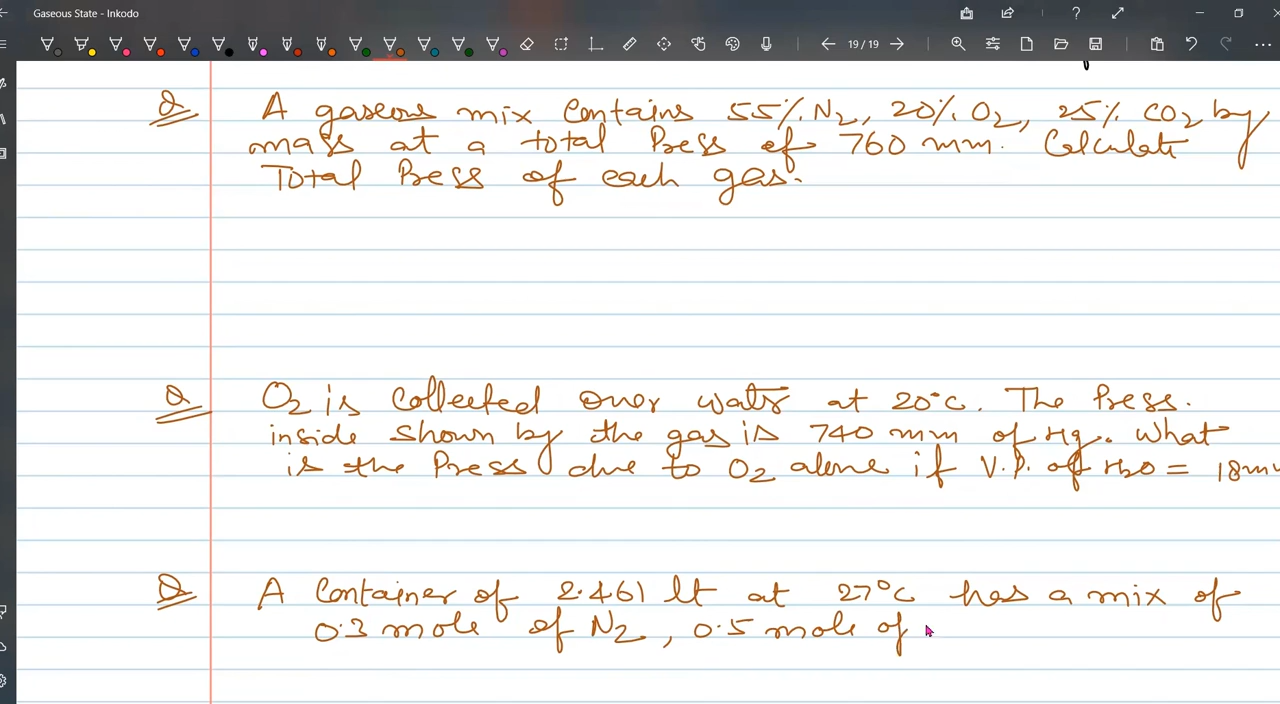 Gaseous State - Inkodo
19 / 19
Q A gaseous mix contains 55% N2, 20% O2, 25% CO2 by
mass at a total Press of 760 mm. Calculate
Total Press of each gas.
Q O2 is collected over water at 20°C. The Press.
inside shown by the gas is 740 mm of Hg. What
is the Press due to O2 alone if V.P. of H2O = 18mm
Q A Container of 2.461 lt at 27°C has a mix of
0.3 mole of N2, 0.5 mole of